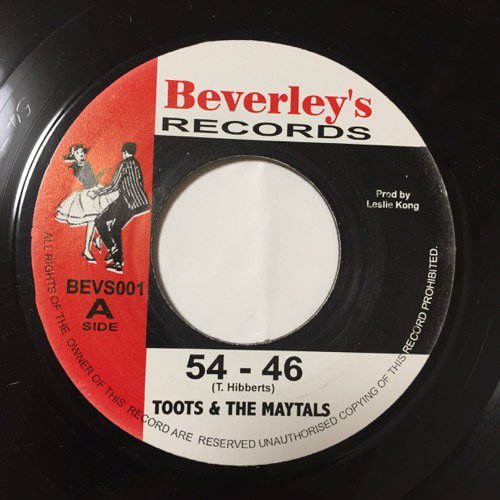 Beverley's
RECORDS
Prod by
Leslie Kong
BEVS001
A
SIDE
54 - 46
(T. Hibberts)
TOOTS & THE MAYTALS
ALL RIGHTS OF THE OWNER OF THIS RECORD ARE RESERVED UNAUTHORISED COPYING OF THIS RECORD PROHIBITED.